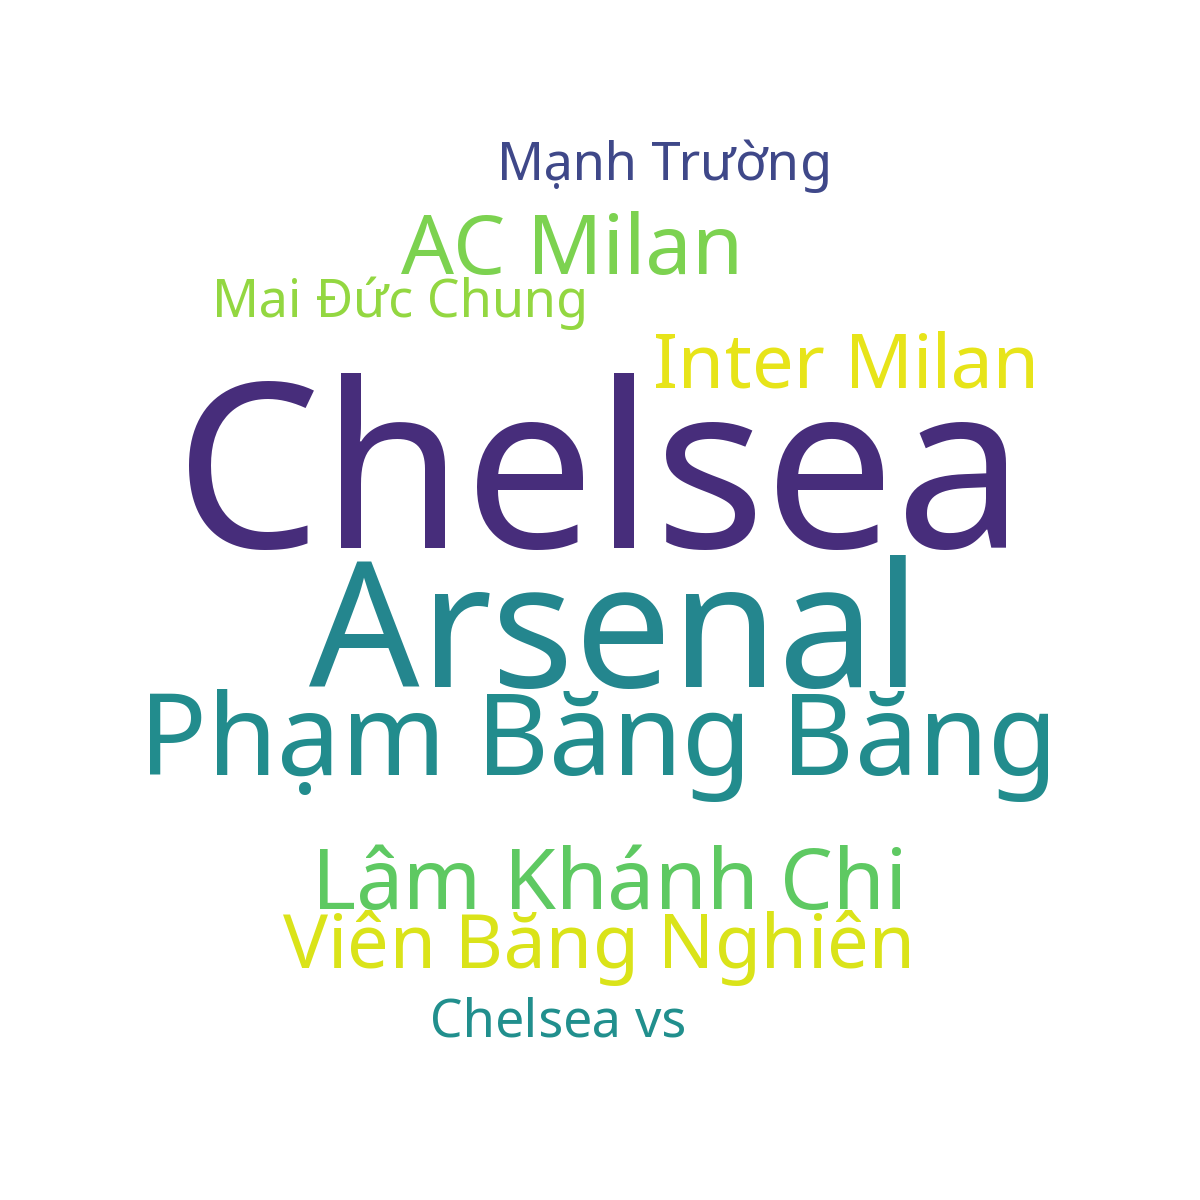 Mạnh Trường
AC Milan
Mai Đức Chung
Inter Milan
Chelsea
Arsenal
Phạm Băng Băng
Lâm Khánh Chi
Viên Băng Nghiên
Chelsea vs